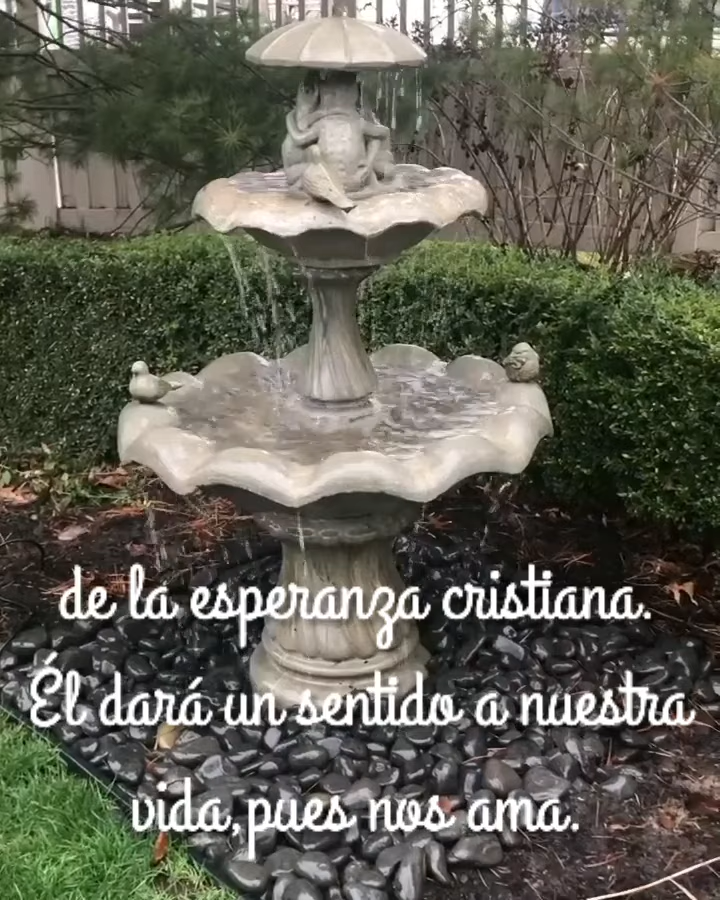 de la esperanza cristiana.
Él dará un sentido a nuestra
vida,pues nos ama.